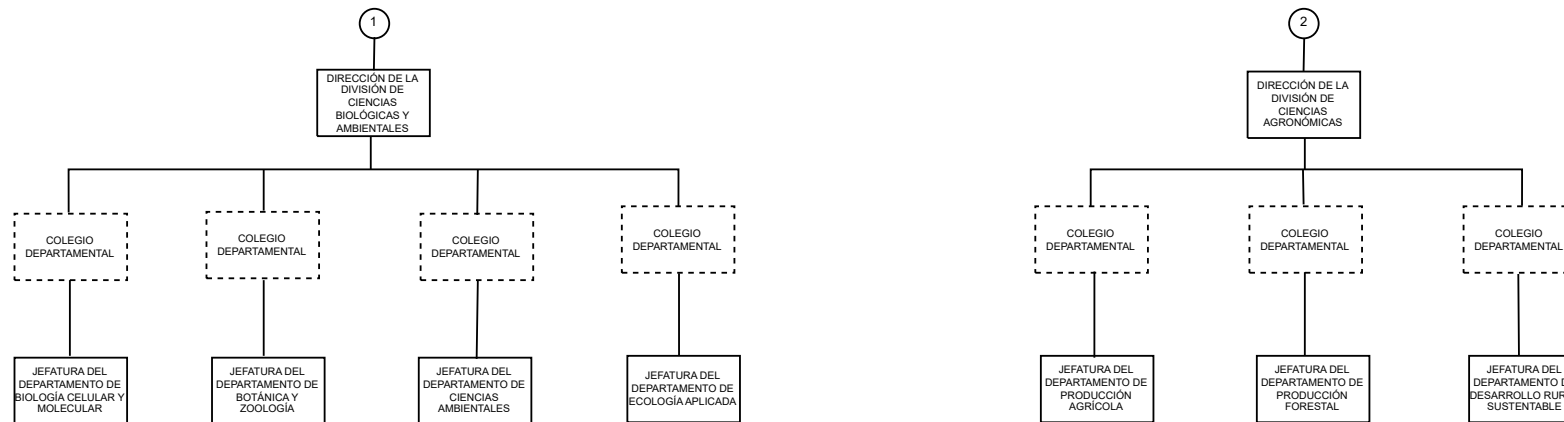 1
DIRECCIÓN DE LA
DIVISIÓN DE
CIENCIAS
BIOLÓGICAS Y
AMBIENTALES
COLEGIO
DEPARTAMENTAL
COLEGIO
DEPARTAMENTAL
COLEGIO
DEPARTAMENTAL
COLEGIO
DEPARTAMENTAL
JEFATURA DEL
DEPARTAMENTO DE
BIOLOGÍA CELULAR Y
MOLECULAR
JEFATURA DEL
DEPARTAMENTO DE
BOTÁNICA Y
ZOOLOGÍA
JEFATURA DEL
DEPARTAMENTO DE
CIENCIAS
AMBIENTALES
JEFATURA DEL
DEPARTAMENTO DE
ECOLOGÍA APLICADA
2
DIRECCIÓN DE LA
DIVISIÓN DE
CIENCIAS
AGRONÓMICAS
COLEGIO
DEPARTAMENTAL
COLEGIO
DEPARTAMENTAL
COLEGIO
DEPARTAMENTAL
JEFATURA DEL
DEPARTAMENTO DE
PRODUCCIÓN
AGRÍCOLA
JEFATURA DEL
DEPARTAMENTO DE
PRODUCCIÓN
FORESTAL
JEFATURA DEL
DEPARTAMENTO
DESARROLLO
SUSTENTABLE